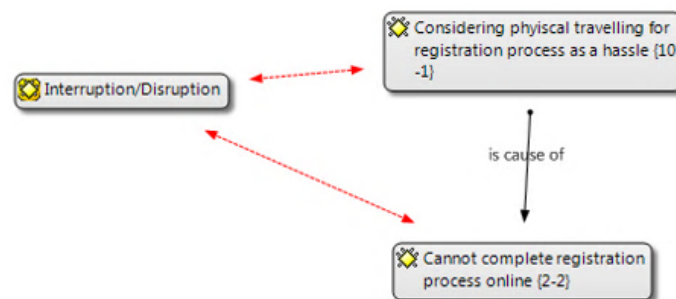 Considering phyiscal travelling for
registration process as a hassle {10
-1}
Interruption/Disruption
is cause of
Cannot complete registration
process online {2-2}